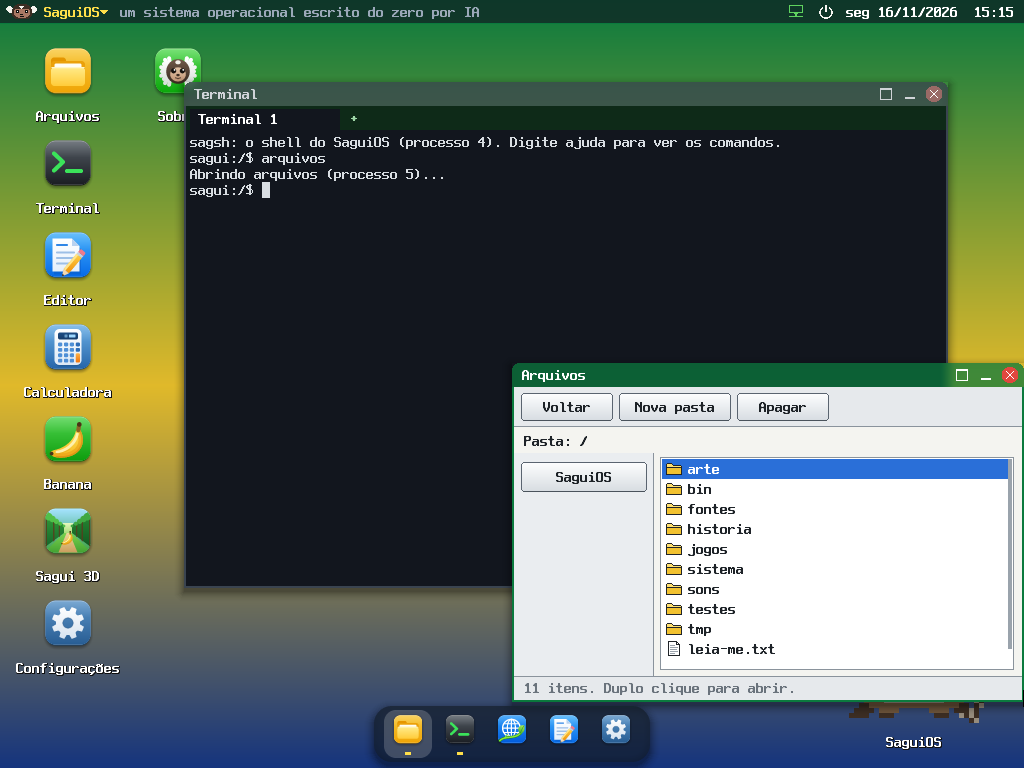 SaguiOS um sistema operacional escrito do zero por IA seg 16/11/2026 15:15
Arquivos
Terminal
Editor
Calculadora
Banana
Sagui 3D
Configurações
Terminal
Terminal 1 +
sagsh: o shell do SaguiOS (processo 4). Digite ajuda para ver os comandos.
sagui:/$ arquivos
Abrindo arquivos (processo 5)...
sagui:/$
Arquivos
Voltar Nova pasta Apagar
Pasta: /
SaguiOS
arte
bin
fontes
historia
jogos
sistema
sons
testes
tmp
leia-me.txt
11 itens. Duplo clique para abrir.
SaguiOS